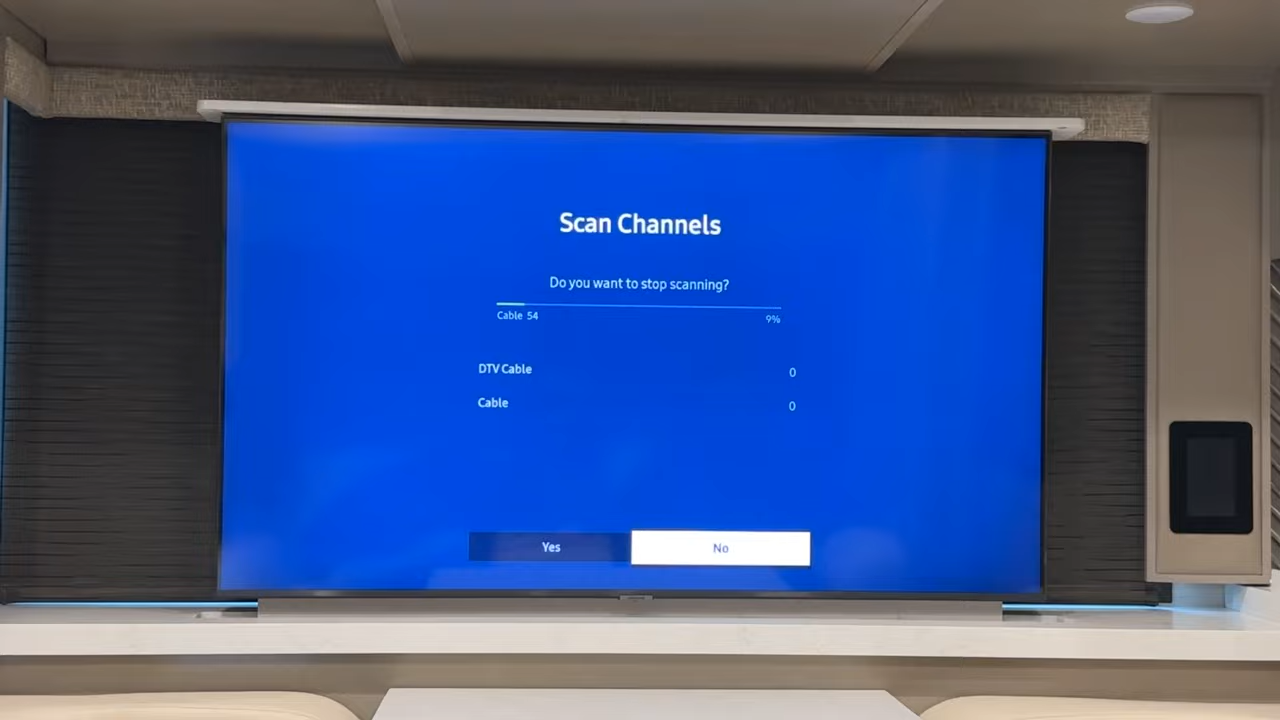 Scan Channels
Do you want to stop scanning?
Cable 54 9%
DTV Cable 0
Cable 0
Yes No